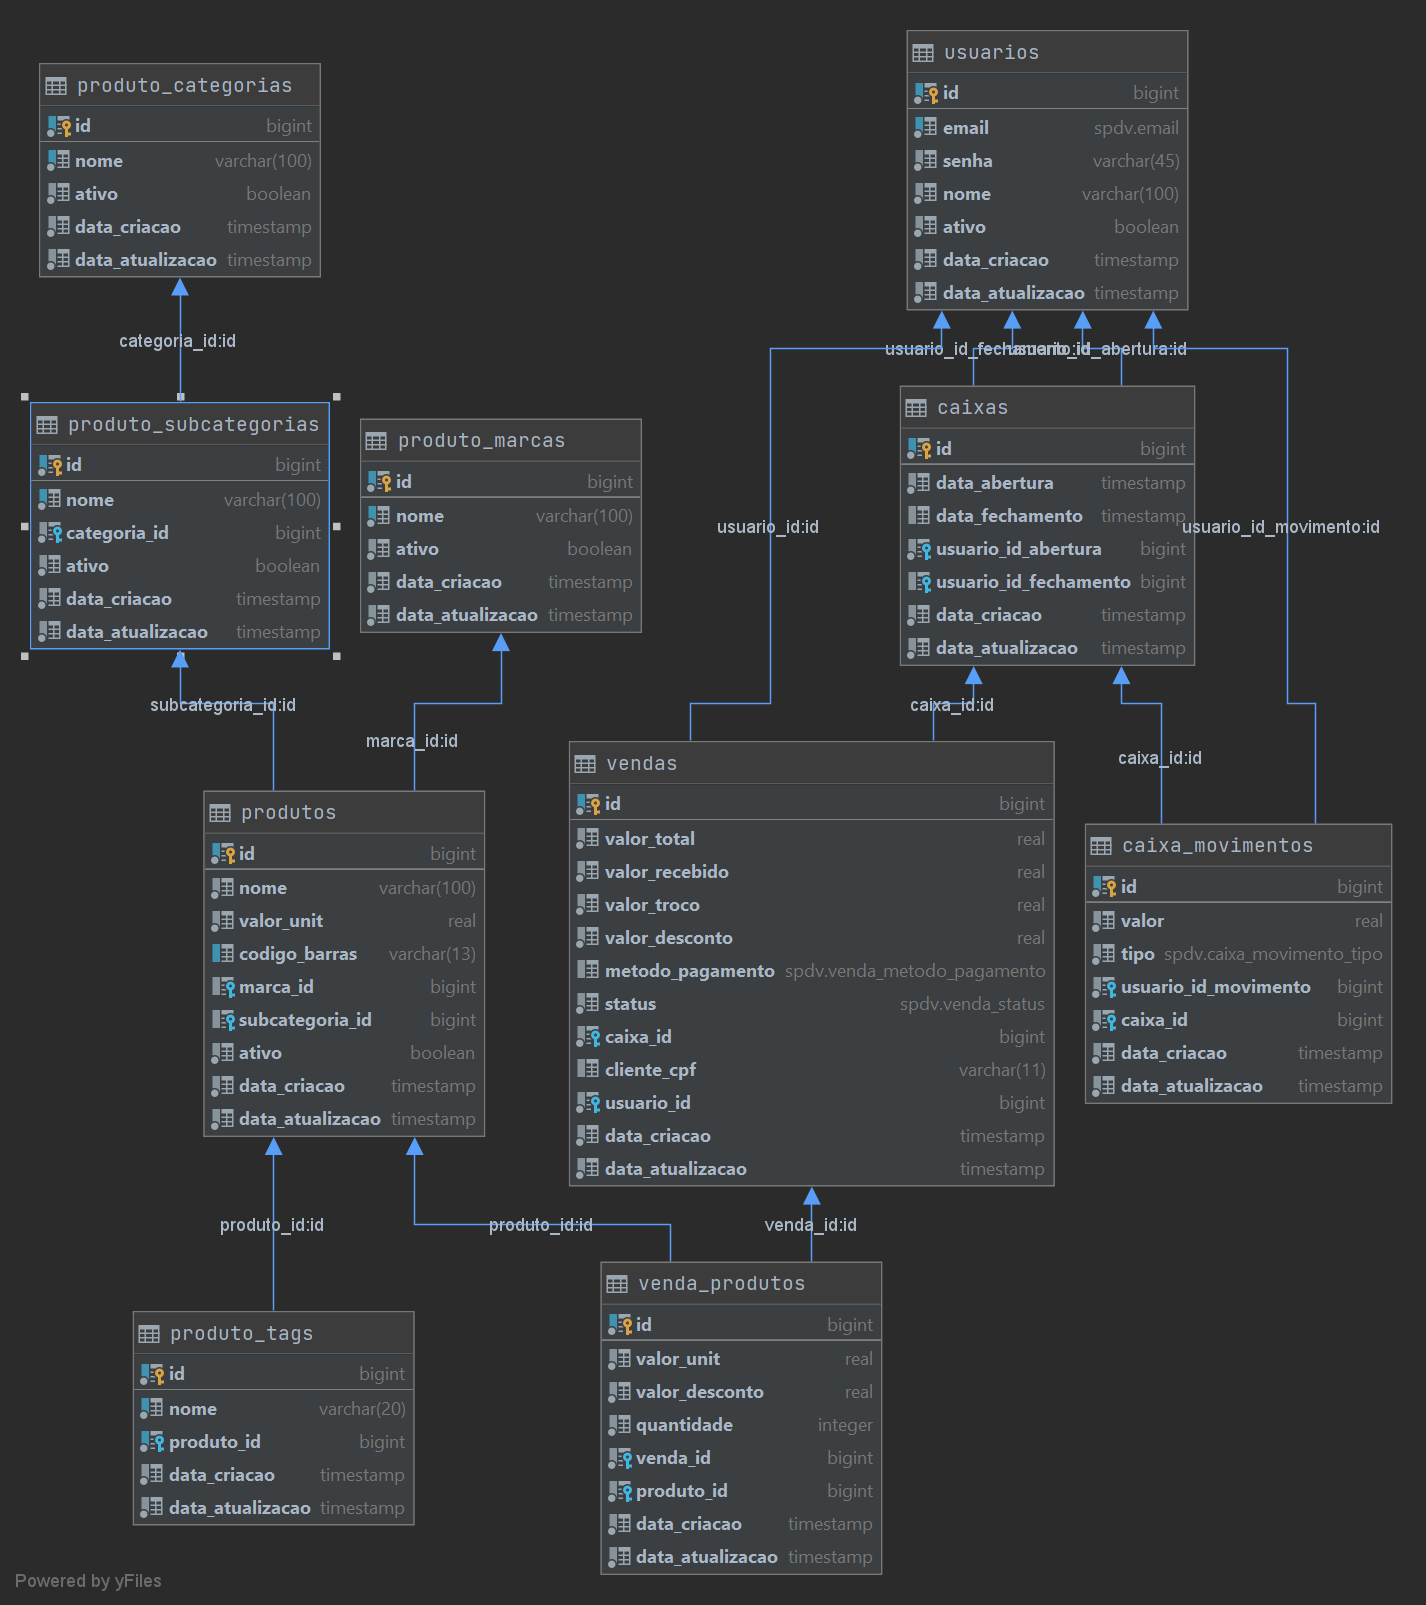 produto_categorias
id bigint
nome varchar(100)
ativo boolean
data_criacao timestamp
data_atualizacao timestamp
usuarios
id bigint
email spdv.email
senha varchar(45)
nome varchar(100)
ativo boolean
data_criacao timestamp
data_atualizacao timestamp
categoria_id:id
usuario_id_fechamento:id
usuario_id_abertura:id
produto_subcategorias
id bigint
nome varchar(100)
categoria_id bigint
ativo boolean
data_criacao timestamp
data_atualizacao timestamp
produto_marcas
id bigint
nome varchar(100)
ativo boolean
data_criacao timestamp
data_atualizacao timestamp
usuario_id:id
caixas
id bigint
data_abertura timestamp
data_fechamento timestamp
usuario_id_abertura bigint
usuario_id_fechamento bigint
data_criacao timestamp
data_atualizacao timestamp
usuario_id_movimento:id
subcategoria_id:id
marca_id:id
caixa_id:id
caixa_id:id
produtos
id bigint
nome varchar(100)
valor_unit real
codigo_barras varchar(13)
marca_id bigint
subcategoria_id bigint
ativo boolean
data_criacao timestamp
data_atualizacao timestamp
vendas
id bigint
valor_total real
valor_recebido real
valor_troco real
valor_desconto real
metodo_pagamento spdv.venda_metodo_pagamento
status spdv.venda_status
caixa_id bigint
cliente_cpf varchar(11)
usuario_id bigint
data_criacao timestamp
data_atualizacao timestamp
caixa_movimentos
id bigint
valor real
tipo spdv.caixa_movimento_tipo
usuario_id_movimento bigint
caixa_id bigint
data_criacao timestamp
data_atualizacao timestamp
produto_id:id
produto_id:id
venda_id:id
produto_tags
id bigint
nome varchar(20)
produto_id bigint
data_criacao timestamp
data_atualizacao timestamp
venda_produtos
id bigint
valor_unit real
valor_desconto real
quantidade integer
venda_id bigint
produto_id bigint
data_criacao timestamp
data_atualizacao timestamp
Powered by yFiles